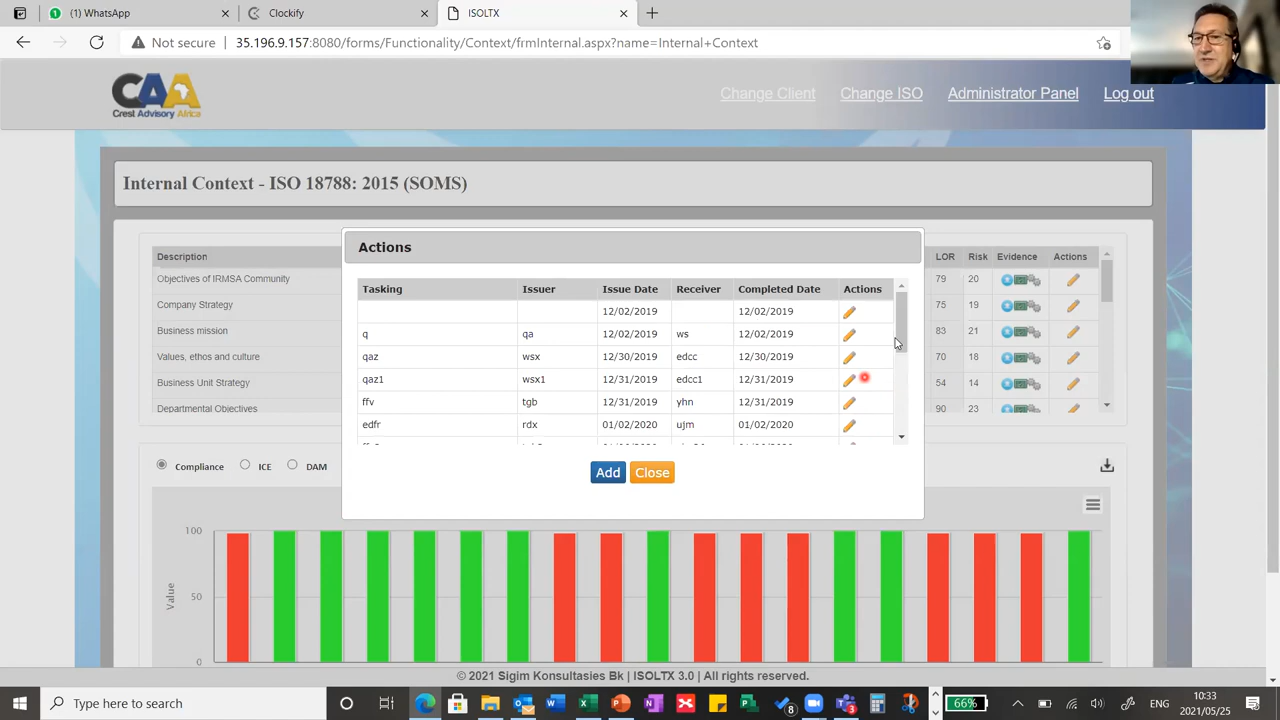 (1) WhatsApp
Clockify
ISOLTX
Not secure
35.196.9.157:8080/forms/Functionality/Context/frmInternal.aspx?name=Internal+Context
CAA
Crest Advisory Africa
Change Client
Change ISO
Administrator Panel
Log out
Internal Context - ISO 18788: 2015 (SOMS)
Description
LOR Risk Evidence Actions
Objectives of IRMSA Community
79 20
Company Strategy
75 19
Business mission
83 21
Values, ethos and culture
70 18
Business Unit Strategy
54 14
Departmental Objectives
90 23
Actions
Tasking Issuer Issue Date Receiver Completed Date Actions
12/02/2019 12/02/2019
q qa 12/02/2019 ws 12/02/2019
qaz wsx 12/30/2019 edcc 12/30/2019
qaz1 wsx1 12/31/2019 edcc1 12/31/2019
ffv tgb 12/31/2019 yhn 12/31/2019
edfr rdx 01/02/2020 ujm 01/02/2020
Add Close
Compliance ICE DAM
100
50
0
Value
© 2021 Sigim Konsultasies Bk | ISOLTX 3.0 | All rights reserved.
Type here to search
8
3
66%
ENG
10:33
2021/05/25